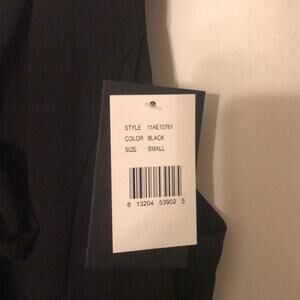 STYLE 11AE10761
COLOR BLACK
SIZE SMALL
6 13204 53902 5